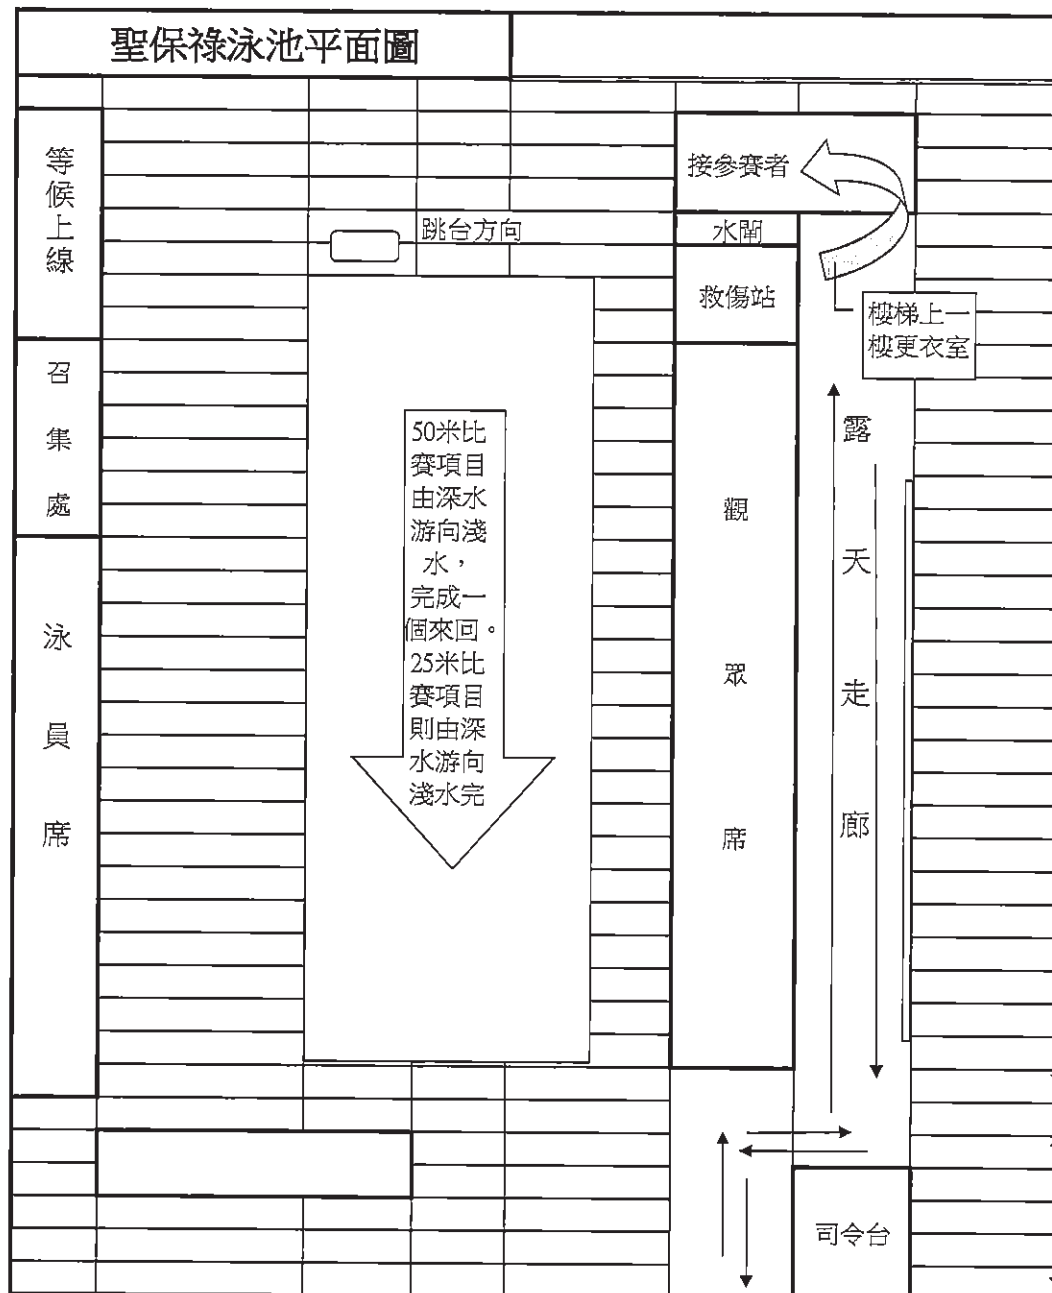 聖保祿泳池平面圖
等候上線
召集處
泳員席
跳台方向
50米比
賽項目
由深水
游向淺
水，
完成一
個來回。
25米比
賽項目
則由深
水游向
淺水完
接參賽者
水閘
救傷站
觀眾席
樓梯上一
樓更衣室
露天走廊
司令台